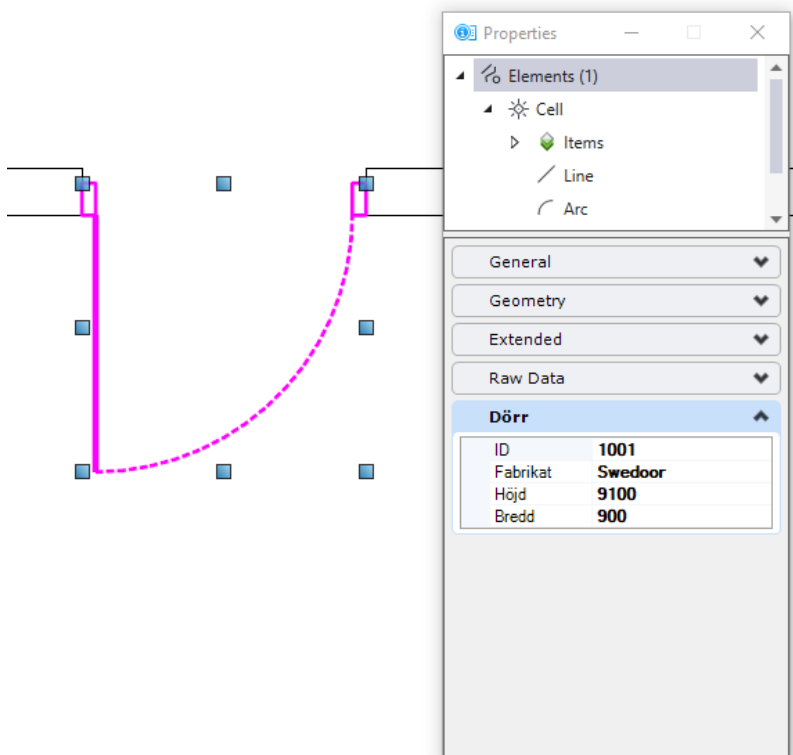 Properties
Elements (1)
Cell
Items
Line
Arc
General
Geometry
Extended
Raw Data
Dörr
ID 1001
Fabrikat Swedoor
Höjd 9100
Bredd 900